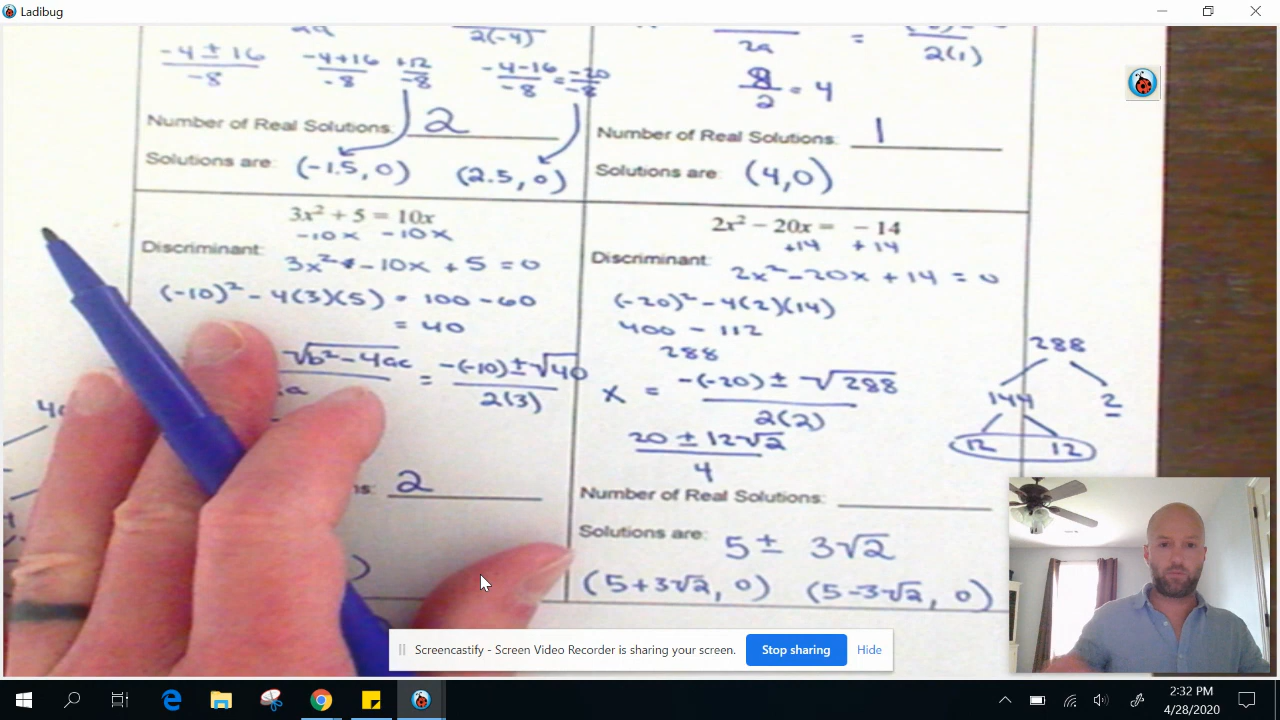 Ladibug
2a
2(-4)
-4 ± 16
-8
-4+16
-8
+12
-8
-4-16
-8
= -20
-8
Number of Real Solutions: 2
Solutions are: (-1.5, 0) (2.5, 0)
2a
=
2(1)
8
2
= 4
Number of Real Solutions: 1
Solutions are: (4,0)
3x² + 5 = 10x
-10x -10x
Discriminant:
3x² - 10x + 5 = 0
(-10)² - 4(3)(5) = 100 - 60
= 40
√b² - 4ac = -(-10) ± √40
2(3)
2
2x² - 20x = - 14
+14 +14
Discriminant:
2x² - 20x + 14 = 0
(-20)² - 4(2)(14)
400 - 112
288
x = -(-20) ± √288
2(2)
20 ± 12√2
4
288
144 2
12 12
Number of Real Solutions:
Solutions are: 5 ± 3√2
(5+3√2, 0) (5-3√2, 0)
Screencastify - Screen Video Recorder is sharing your screen.
Stop sharing
Hide
2:32 PM
4/28/2020